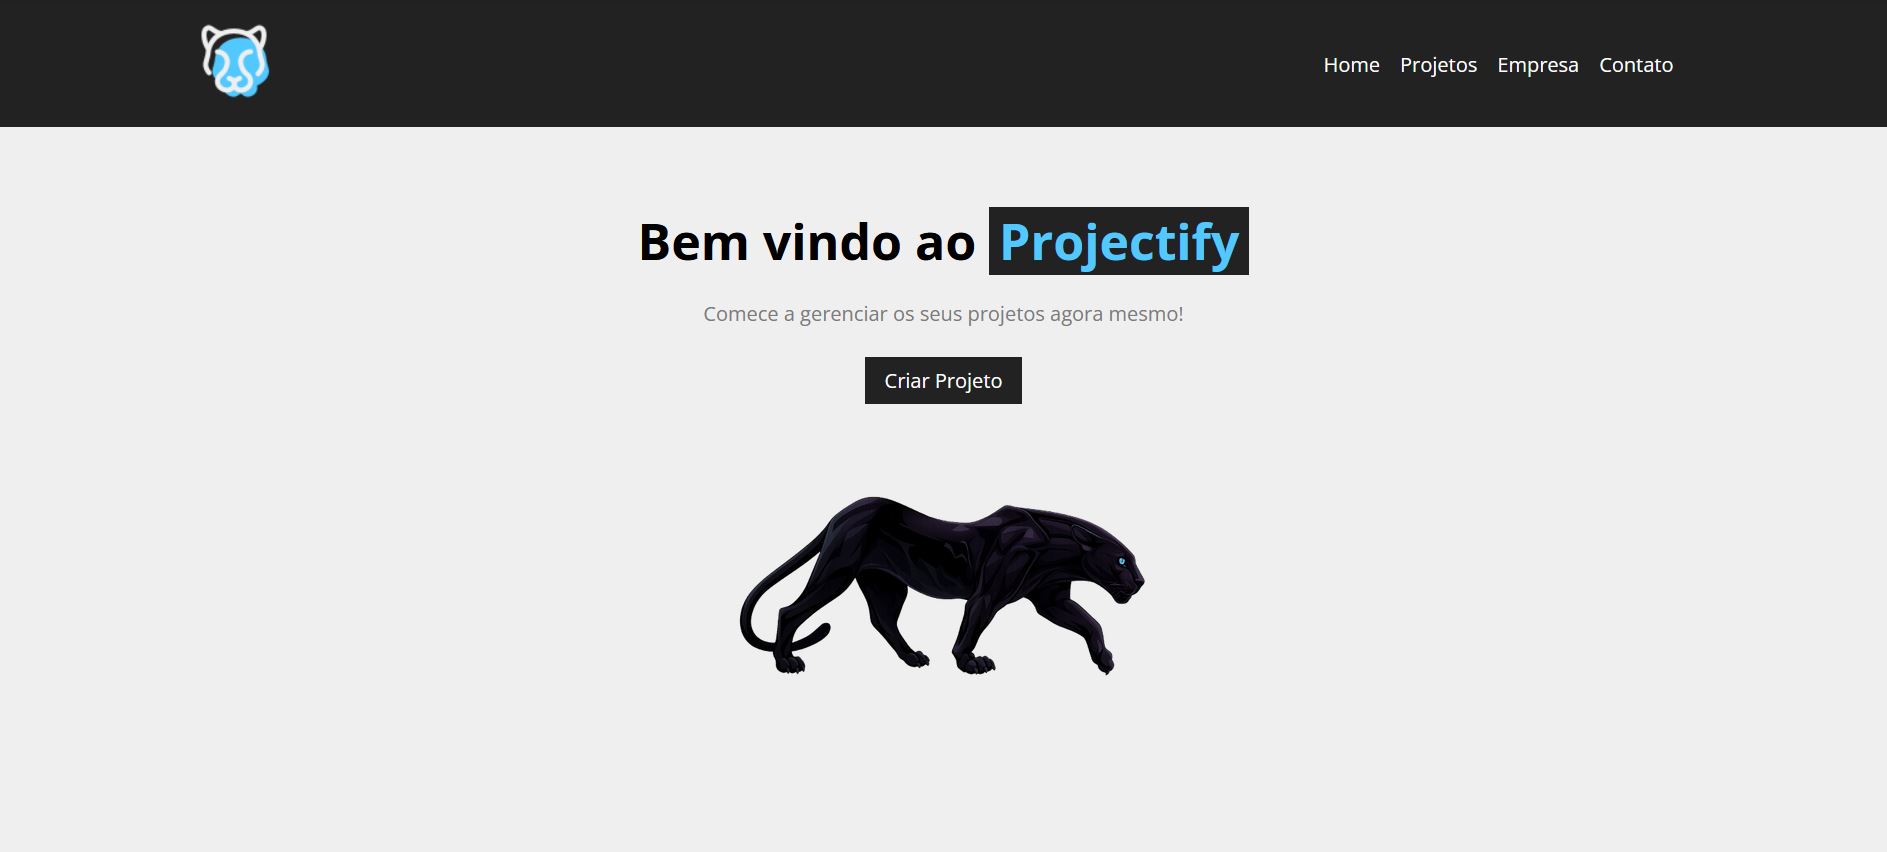 Home Projetos Empresa Contato
Bem vindo ao Projectify
Comece a gerenciar os seus projetos agora mesmo!
Criar Projeto